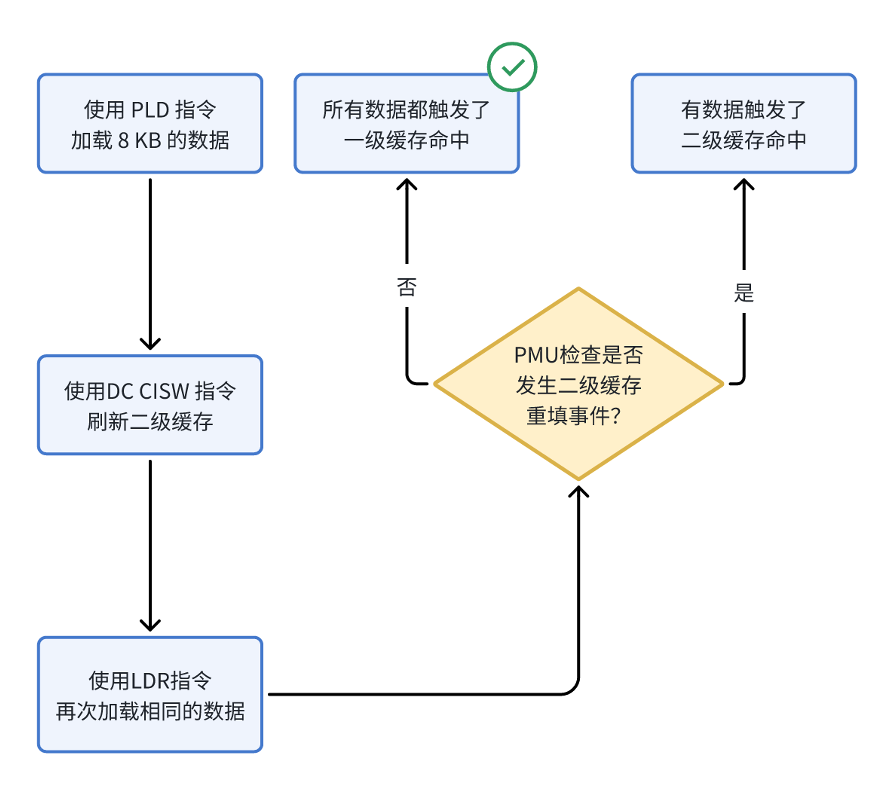 使用 PLD 指令
加载 8 KB 的数据
所有数据都触发了
一级缓存命中
有数据触发了
二级缓存命中
否
是
PMU检查是否
发生二级缓存
重填事件？
使用DC CISW 指令
刷新二级缓存
使用LDR指令
再次加载相同的数据